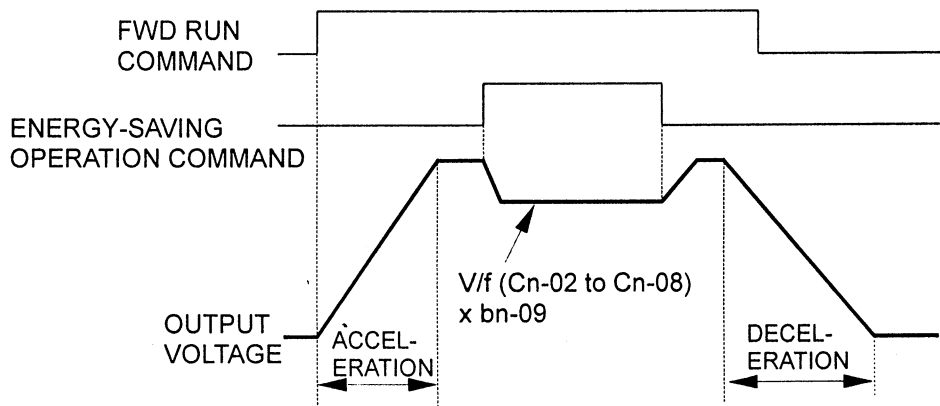 FWD RUN
COMMAND
ENERGY-SAVING
OPERATION COMMAND
V/f (Cn-02 to Cn-08)
x bn-09
OUTPUT
VOLTAGE
ACCEL-
ERATION
DECEL-
ERATION